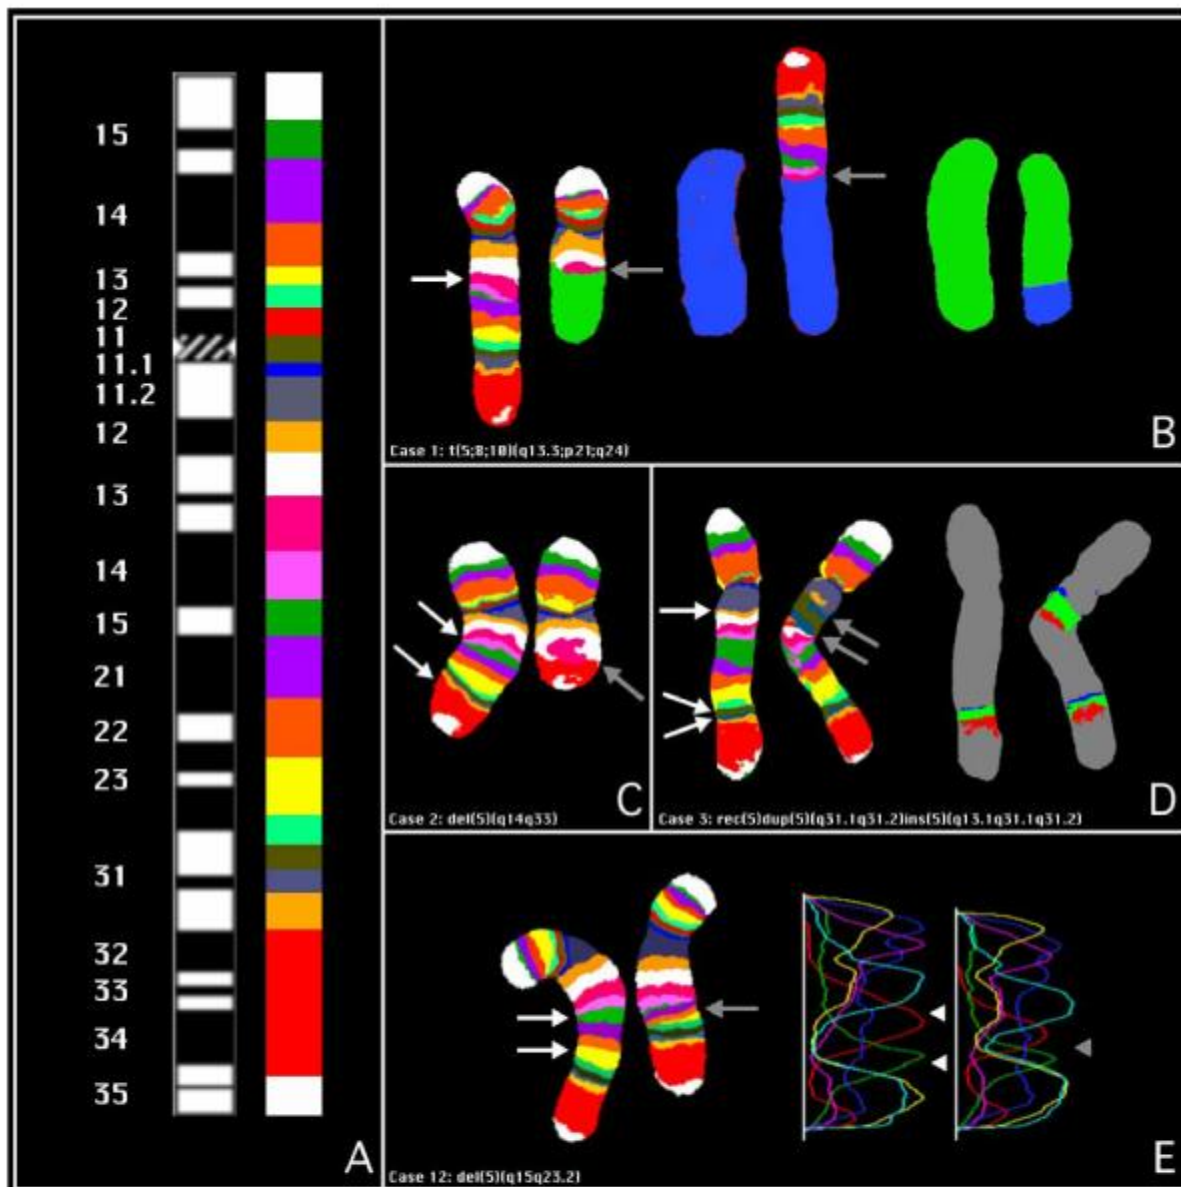 15
14
13
12
11
11.1
11.2
12
13
14
15
21
22
23
31
32
33
34
35
A
Case 1: t(5;8;10)(q13.3;p21;q24)
B
Case 2: del(5)(q14q33)
C
Case 3: rec(5)dup(5)(q31.1q31.2)ins(5)(q13.1q31.1q31.2)
D
Case 12: del(5)(q15q23.2)
E